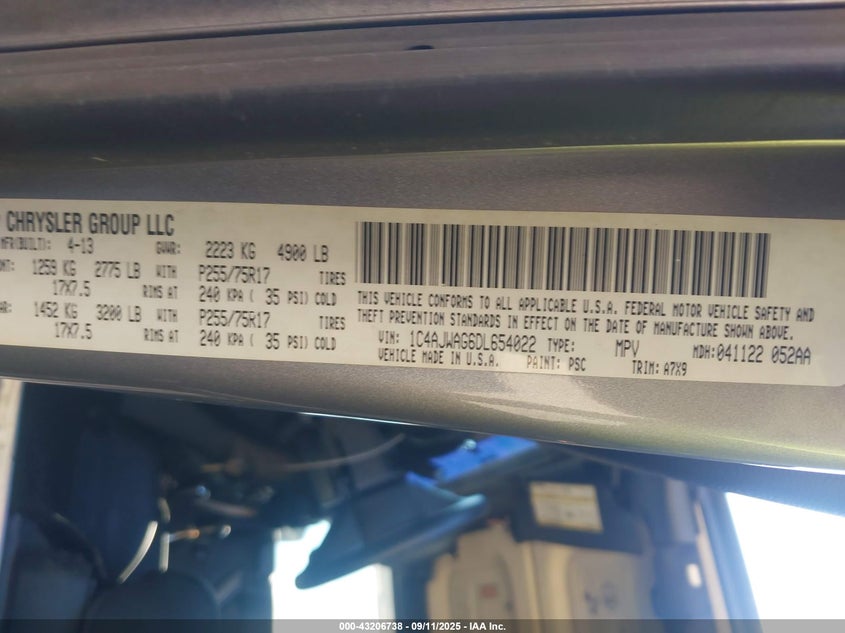 CHRYSLER GROUP LLC
MFR(BUILT): 4-13 GVWR: 2223 KG 4900 LB
NT: 1259 KG 2775 LB WITH P255/75R17 TIRES
17X7.5 RIMS AT 240 KPA ( 35 PSI) COLD
AR: 1452 KG 3200 LB WITH P255/75R17 TIRES
17X7.5 RIMS AT 240 KPA ( 35 PSI) COLD
THIS VEHICLE CONFORMS TO ALL APPLICABLE U.S.A. FEDERAL MOTOR VEHICLE SAFETY AND
THEFT PREVENTION STANDARDS IN EFFECT ON THE DATE OF MANUFACTURE SHOWN ABOVE.
VIN: 1C4AJWAG6DL654022 TYPE: MPV MDH: 041122 052AA
VEHICLE MADE IN U.S.A. PAINT: PSC TRIM: A7X9
000-43206738 - 09/11/2025 - IAA Inc.